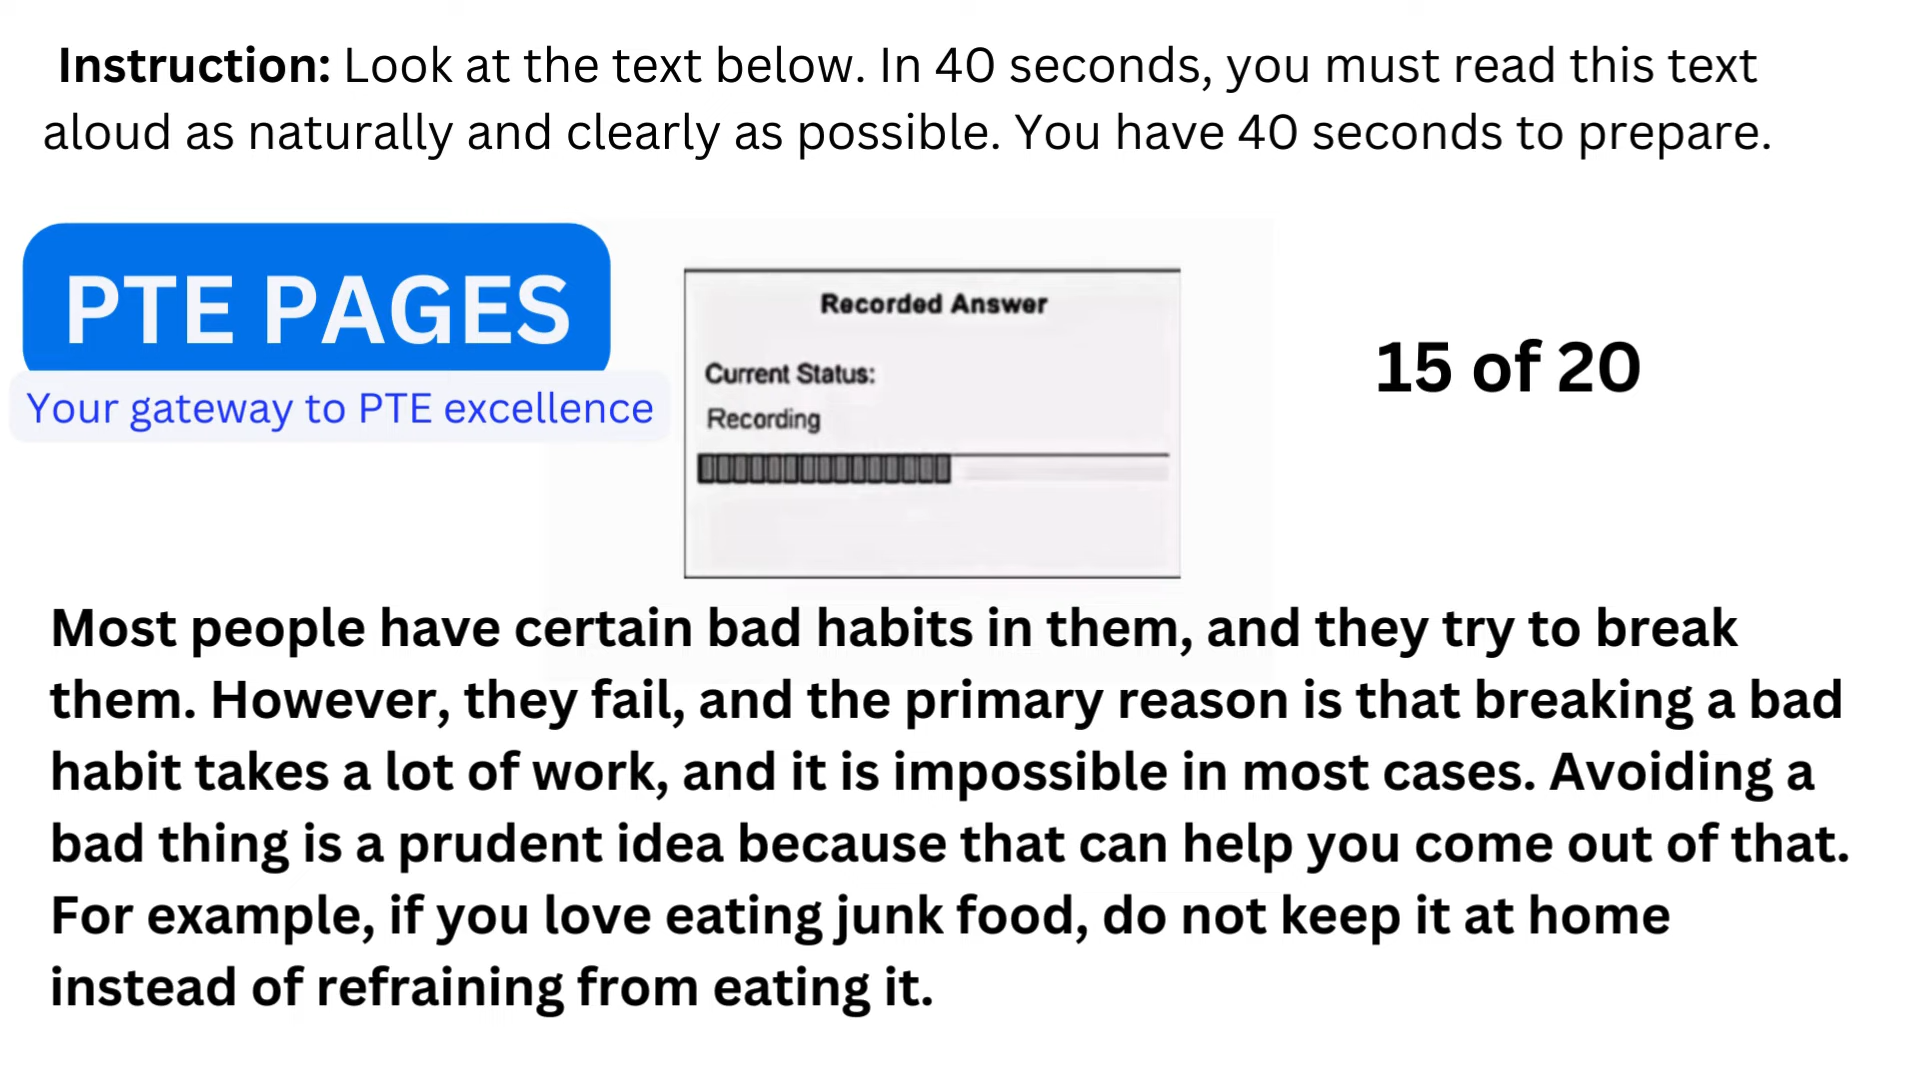 Instruction: Look at the text below. In 40 seconds, you must read this text
aloud as naturally and clearly as possible. You have 40 seconds to prepare.
PTE PAGES
Your gateway to PTE excellence
Recorded Answer
Current Status:
Recording
15 of 20
Most people have certain bad habits in them, and they try to break
them. However, they fail, and the primary reason is that breaking a bad
habit takes a lot of work, and it is impossible in most cases. Avoiding a
bad thing is a prudent idea because that can help you come out of that.
For example, if you love eating junk food, do not keep it at home
instead of refraining from eating it.